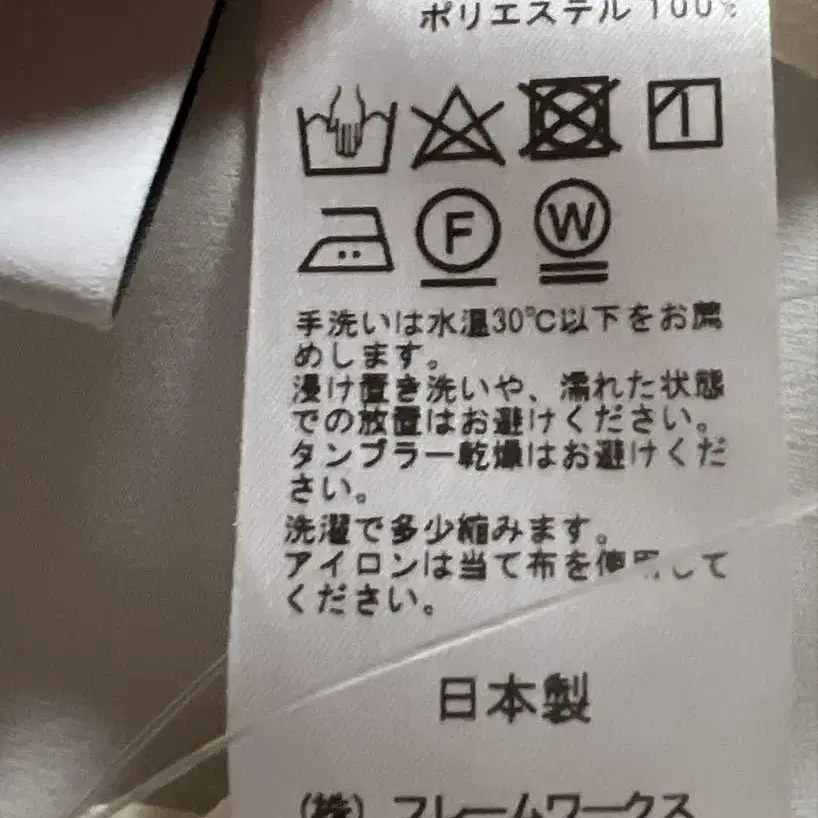 ポリエステル 100%
F
W
手洗いは水温30℃以下をお薦
めします。
浸け置き洗いや、濡れた状態
での放置はお避けください。
タンブラー乾燥はお避けくだ
さい。
洗濯で多少縮みます。
アイロンは当て布を使用して
ください。
日本製
(株) フレームワークス